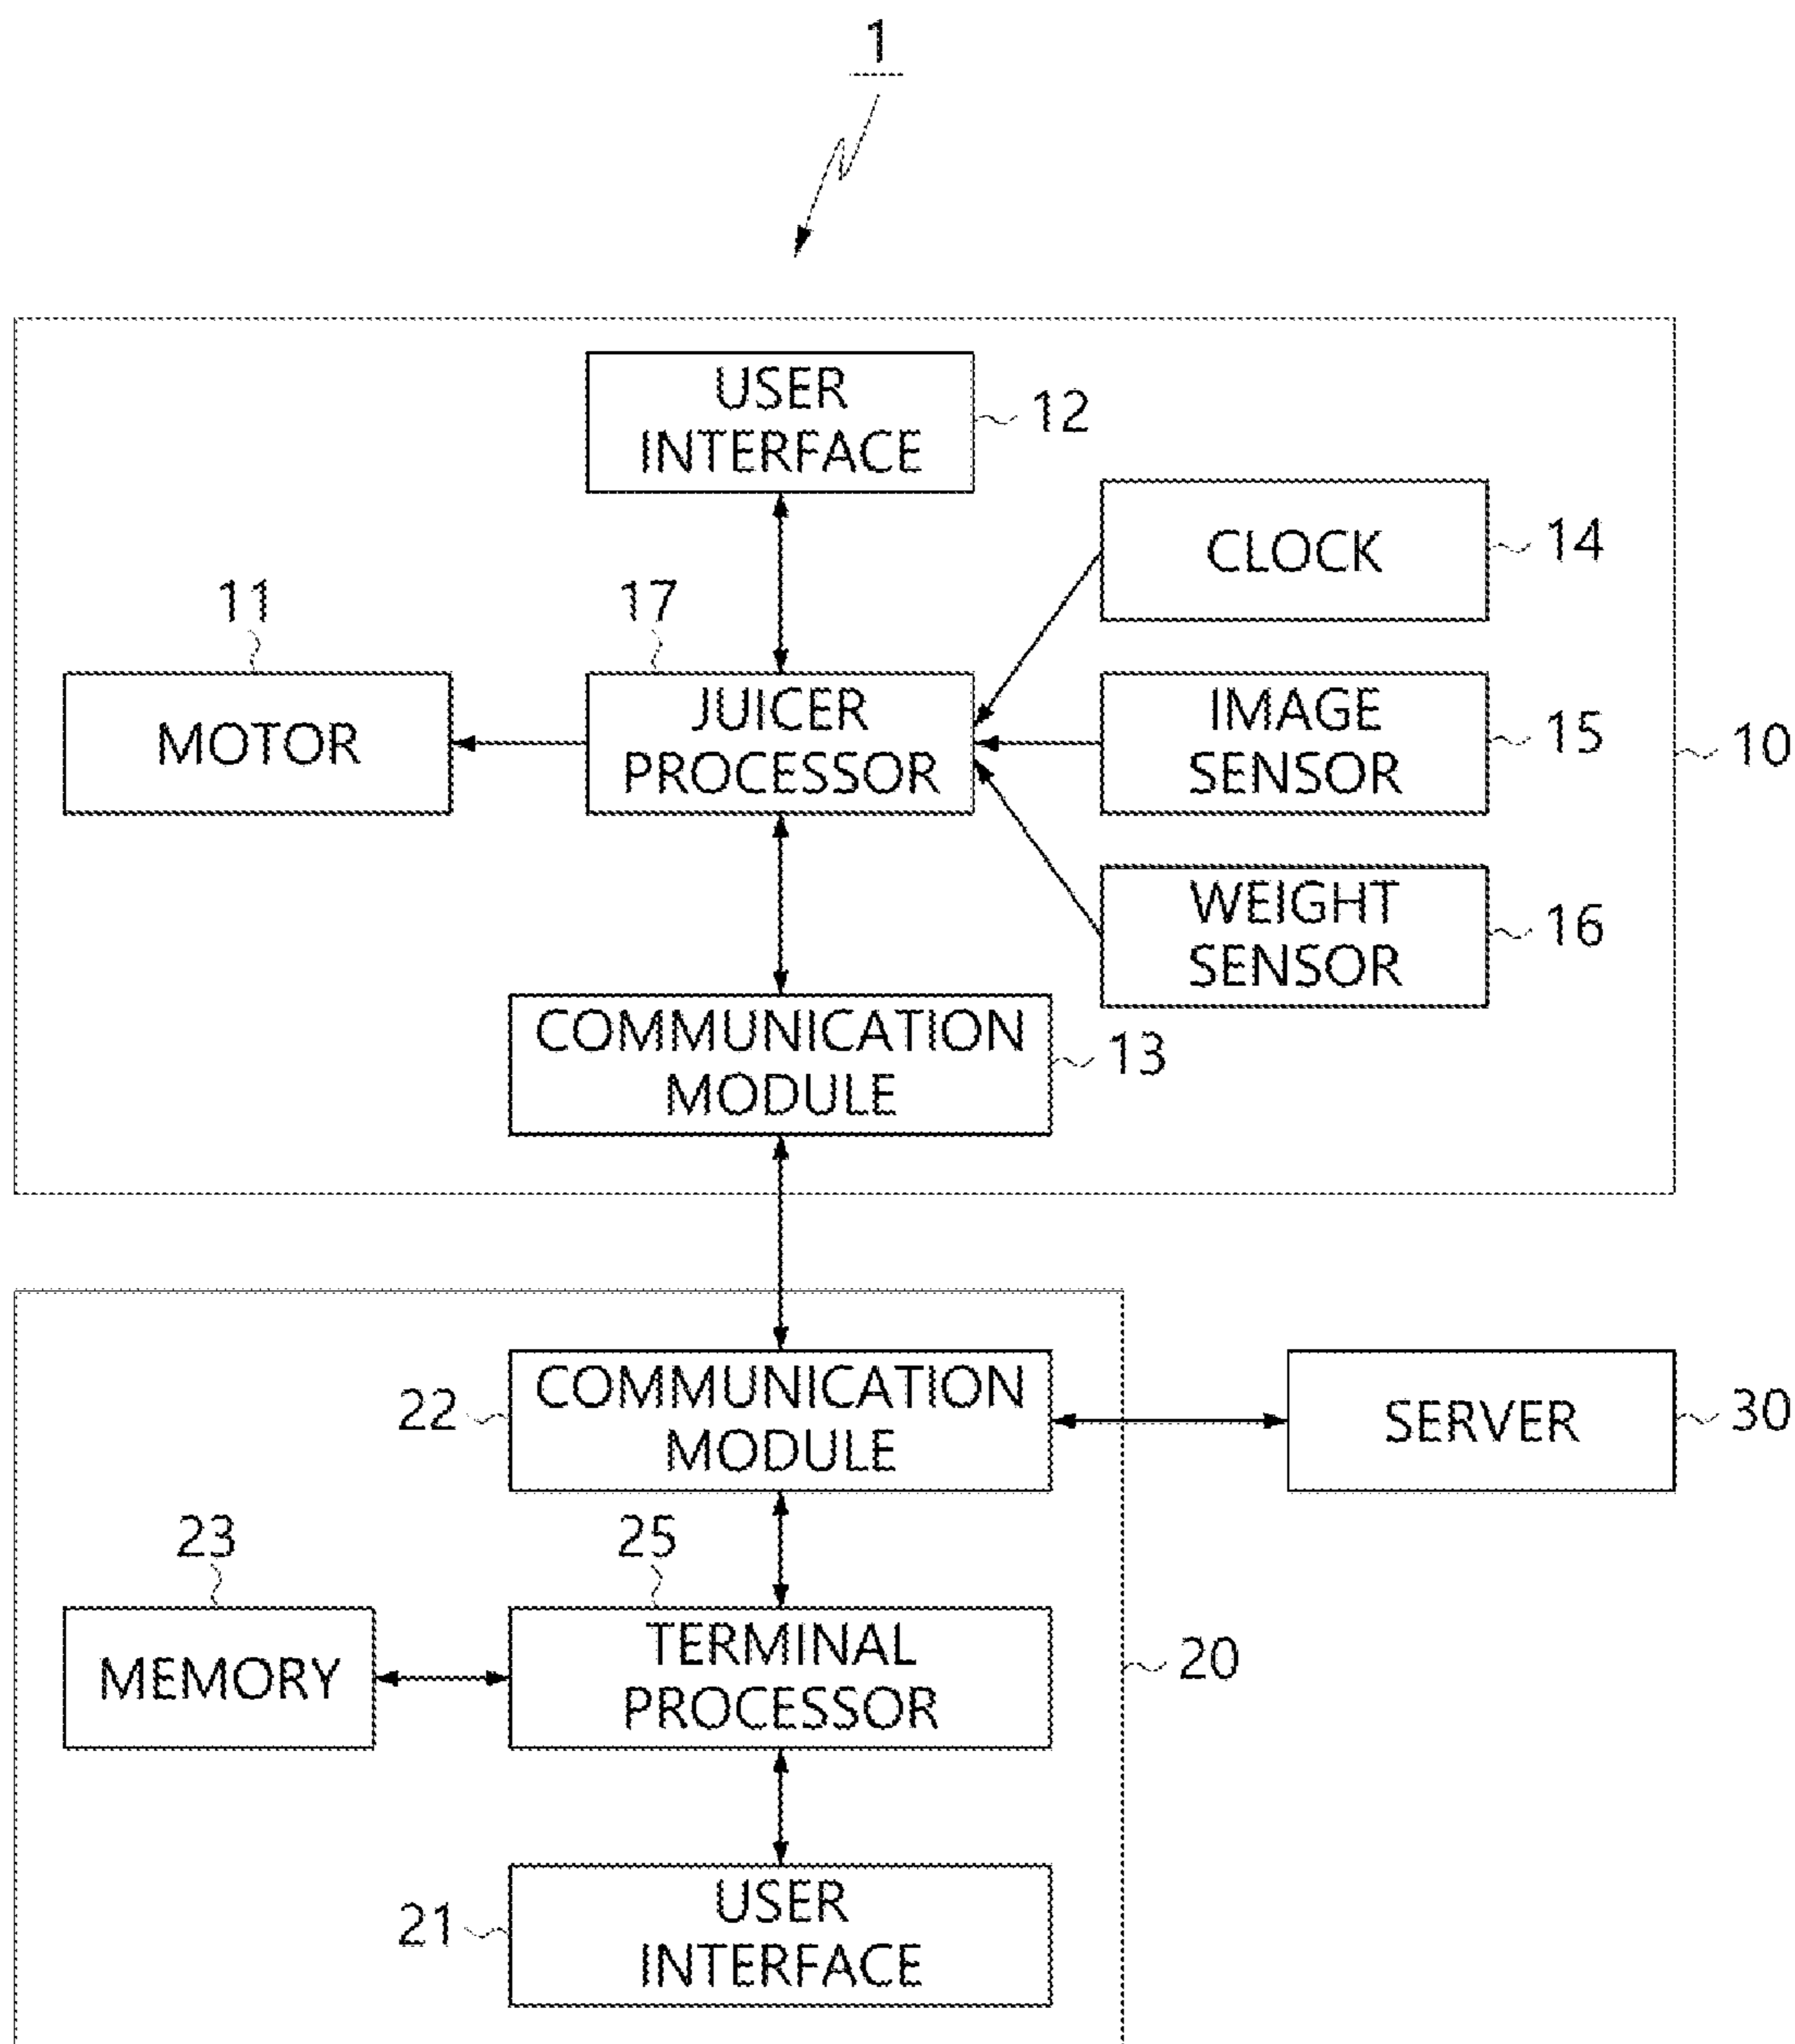 1
USER
INTERFACE
12
CLOCK
14
11
17
MOTOR
JUICER
PROCESSOR
IMAGE
SENSOR
15
10
WEIGHT
SENSOR
16
COMMUNICATION
MODULE
13
COMMUNICATION
MODULE
22
SERVER
30
23
25
MEMORY
TERMINAL
PROCESSOR
20
USER
INTERFACE
21